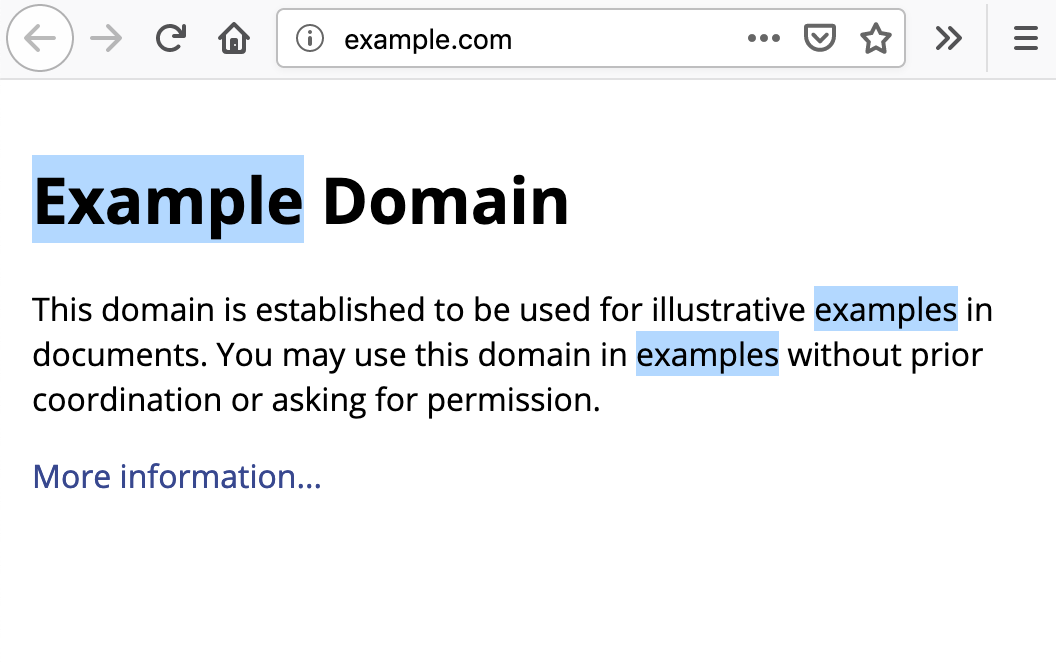 example.com
Example Domain
This domain is established to be used for illustrative examples in
documents. You may use this domain in examples without prior
coordination or asking for permission.
More information...